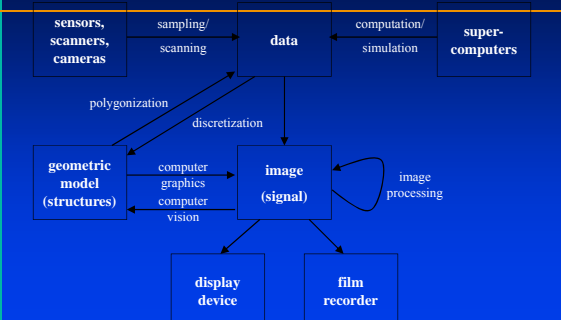 sensors,
scanners,
cameras
sampling/
scanning
data
computation/
simulation
super-
computers
polygonization
discretization
geometric
model
(structures)
computer
graphics
computer
vision
image
(signal)
image
processing
display
device
film
recorder